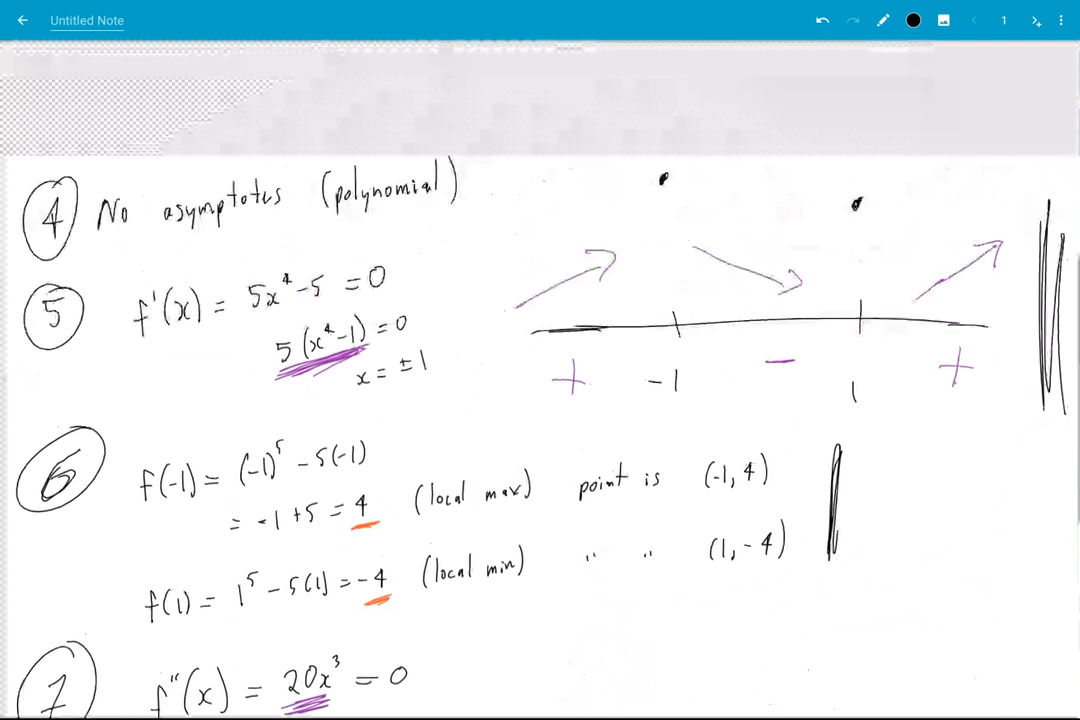 Untitled Note
1
4 No asymptotes (polynomial)
5 f'(x) = 5x⁴-5 = 0
5(x⁴-1) = 0
x = ±1
+ -1 - 1 +
6 f(-1) = (-1)⁵ - 5(-1)
= -1 + 5 = 4 (local max) point is (-1, 4)
f(1) = 1⁵ - 5(1) = -4 (local min) " " (1, -4)
7 f"(x) = 20x³ = 0